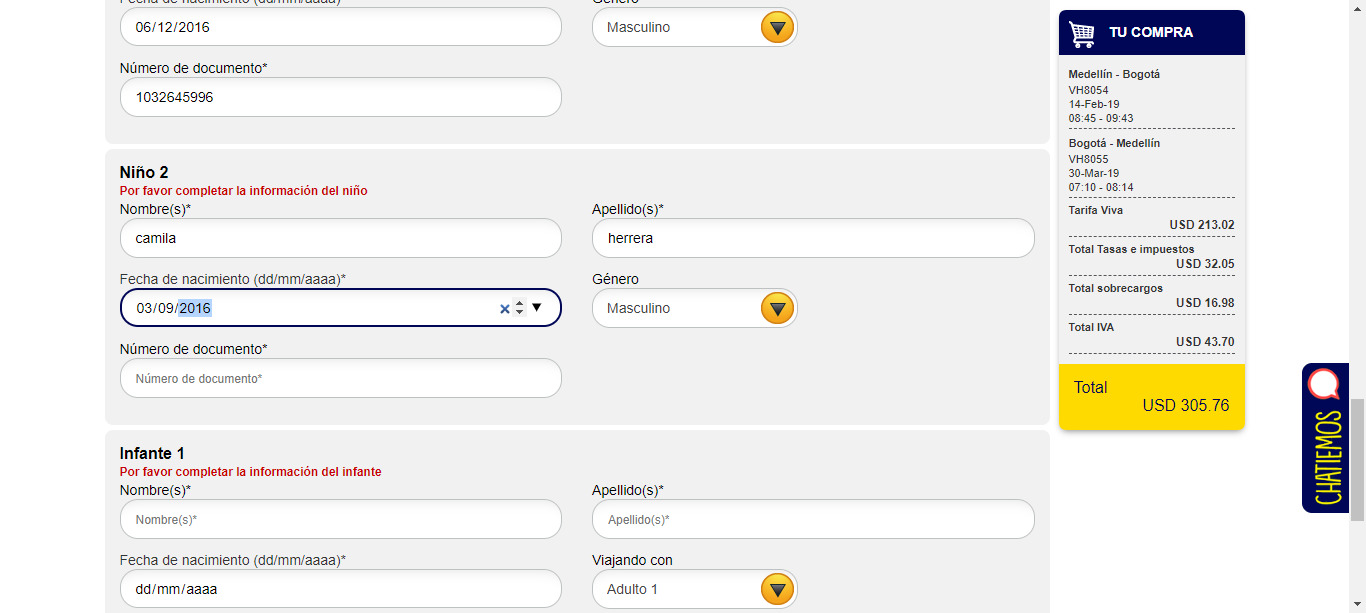 Fecha de nacimiento (dd/mm/aaaa)*
Género
06/12/2016
Masculino
Número de documento*
1032645996
Niño 2
Por favor completar la información del niño
Nombre(s)*
Apellido(s)*
camila
herrera
Fecha de nacimiento (dd/mm/aaaa)*
Género
03/09/2016
Masculino
Número de documento*
Número de documento*
Infante 1
Por favor completar la información del infante
Nombre(s)*
Apellido(s)*
Nombre(s)*
Apellido(s)*
Fecha de nacimiento (dd/mm/aaaa)*
Viajando con
dd/mm/aaaa
Adulto 1
TU COMPRA
Medellín - Bogotá
VH8054
14-Feb-19
08:45 - 09:43
Bogotá - Medellín
VH8055
30-Mar-19
07:10 - 08:14
Tarifa Viva
USD 213.02
Total Tasas e impuestos
USD 32.05
Total sobrecargos
USD 16.98
Total IVA
USD 43.70
Total
USD 305.76
CHATIEMOS